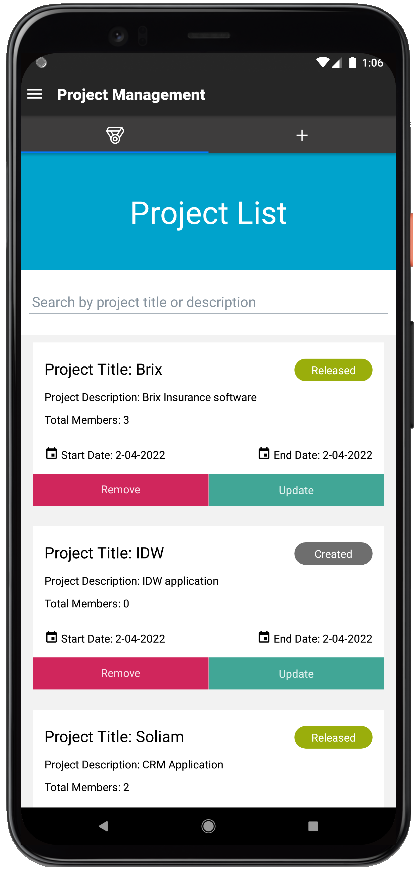 1:06
Project Management
+
Project List
Search by project title or description
Project Title: Brix
Released
Project Description: Brix Insurance software
Total Members: 3
Start Date: 2-04-2022 End Date: 2-04-2022
Remove Update
Project Title: IDW
Created
Project Description: IDW application
Total Members: 0
Start Date: 2-04-2022 End Date: 2-04-2022
Remove Update
Project Title: Soliam
Released
Project Description: CRM Application
Total Members: 2